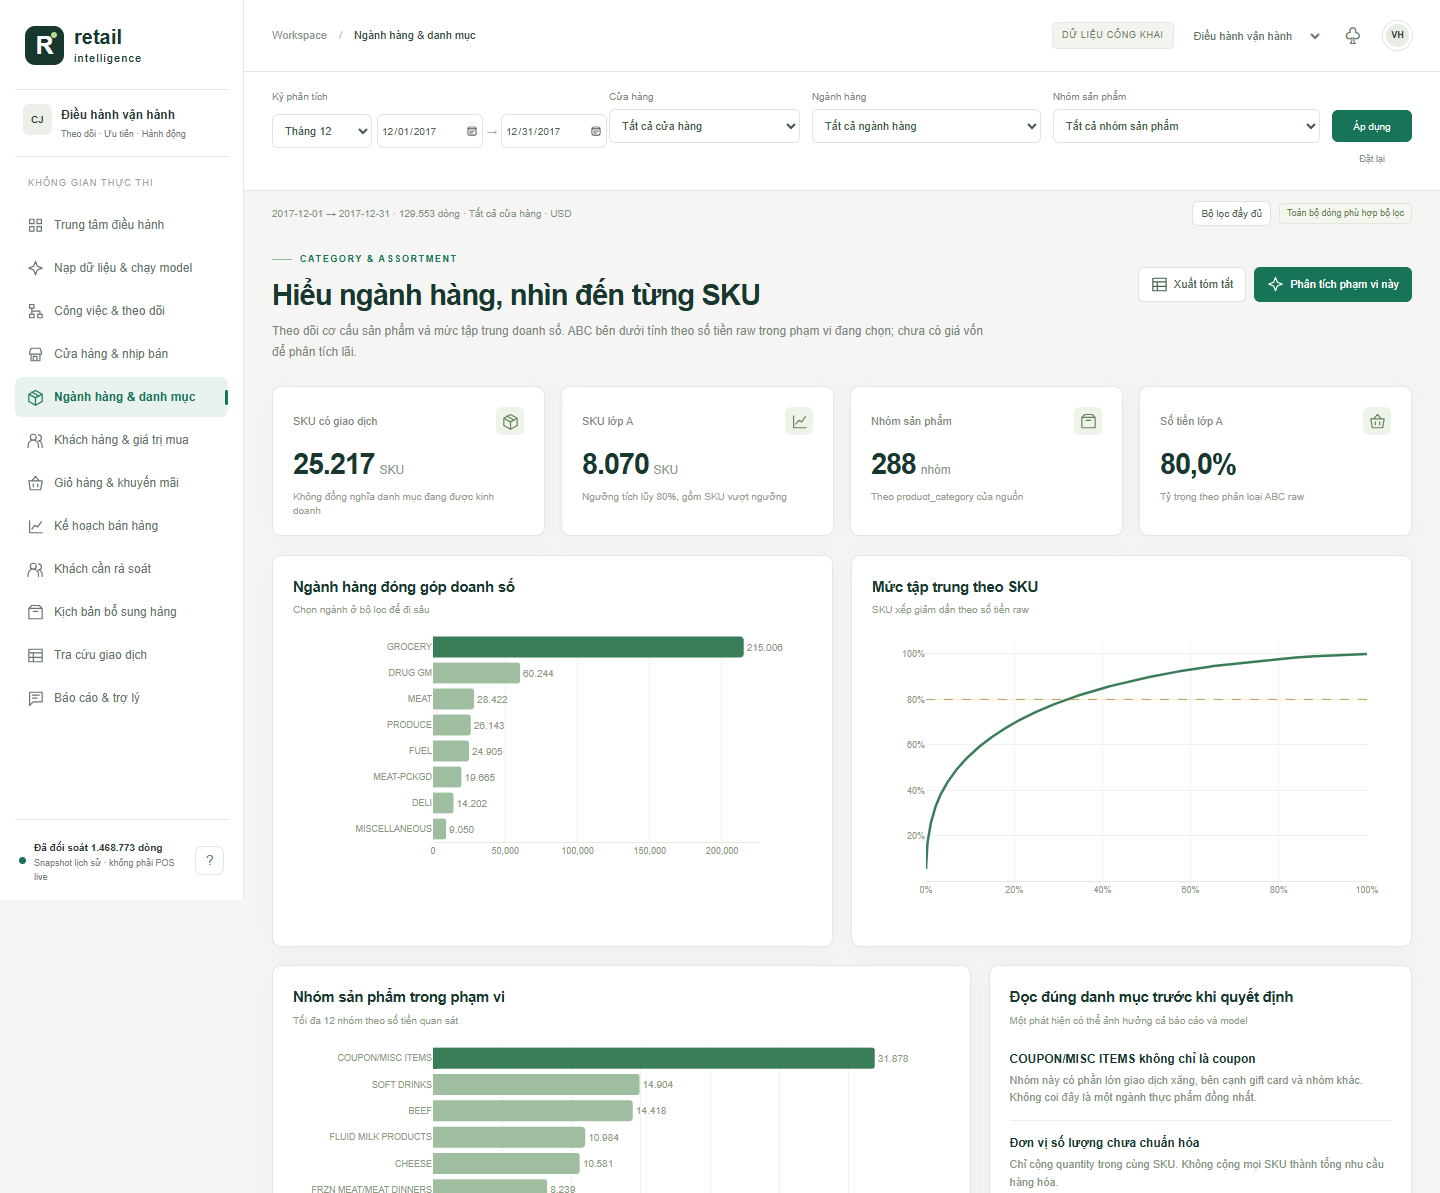 retail
intelligence
CJ
Điều hành vận hành
Theo dõi · Ưu tiên · Hành động
KHÔNG GIAN THỰC THI
Trung tâm điều hành
Nạp dữ liệu & chạy model
Công việc & theo dõi
Cửa hàng & nhịp bán
Ngành hàng & danh mục
Khách hàng & giá trị mua
Giỏ hàng & khuyến mãi
Kế hoạch bán hàng
Khách cần rà soát
Kịch bản bổ sung hàng
Tra cứu giao dịch
Báo cáo & trợ lý
Đã đối soát 1.468.773 dòng
Snapshot lịch sử · không phải POS
live
?
Workspace / Ngành hàng & danh mục
DỮ LIỆU CÔNG KHAI
Điều hành vận hành
VH
Kỳ phân tích
Cửa hàng
Ngành hàng
Nhóm sản phẩm
Tháng 12
12/01/2017 → 12/31/2017
Tất cả cửa hàng
Tất cả ngành hàng
Tất cả nhóm sản phẩm
Áp dụng
Đặt lại
2017-12-01 → 2017-12-31 · 129.553 dòng · Tất cả cửa hàng · USD
Bộ lọc đầy đủ
Toàn bộ dòng phù hợp bộ lọc
CATEGORY & ASSORTMENT
Hiểu ngành hàng, nhìn đến từng SKU
Theo dõi cơ cấu sản phẩm và mức tập trung doanh số. ABC bên dưới tính theo số tiền raw trong phạm vi đang chọn; chưa có giá vốn
để phân tích lãi.
Xuất tóm tắt
Phân tích phạm vi này
SKU có giao dịch
25.217 SKU
Không đồng nghĩa danh mục đang được kinh
doanh
SKU lớp A
8.070 SKU
Ngưỡng tích lũy 80%, gồm SKU vượt ngưỡng
Nhóm sản phẩm
288 nhóm
Theo product_category của nguồn
Số tiền lớp A
80,0%
Tỷ trọng theo phân loại ABC raw
Ngành hàng đóng góp doanh số
Chọn ngành ở bộ lọc để đi sâu
GROCERY 215.006
DRUG GM 60.244
MEAT 28.422
PRODUCE 26.143
FUEL 24.905
MEAT-PCKGD 19.665
DELI 14.202
MISCELLANEOUS 9.050
0 50,000 100,000 150,000 200,000
Mức tập trung theo SKU
SKU xếp giảm dần theo số tiền raw
100%
80%
60%
40%
20%
0% 20% 40% 60% 80% 100%
Nhóm sản phẩm trong phạm vi
Tối đa 12 nhóm theo số tiền quan sát
COUPON/MISC ITEMS 31.878
SOFT DRINKS 14.904
BEEF 14.418
FLUID MILK PRODUCTS 10.984
CHEESE 10.581
FRZN MEAT/MEAT DINNERS 8.239
Đọc đúng danh mục trước khi quyết định
Một phát hiện có thể ảnh hưởng cả báo cáo và model
COUPON/MISC ITEMS không chỉ là coupon
Nhóm này có phần lớn giao dịch xăng, bên cạnh gift card và nhóm khác.
Không coi đây là một ngành thực phẩm đồng nhất.
Đơn vị số lượng chưa chuẩn hóa
Chỉ cộng quantity trong cùng SKU. Không cộng mọi SKU thành tổng nhu cầu
hàng hóa.